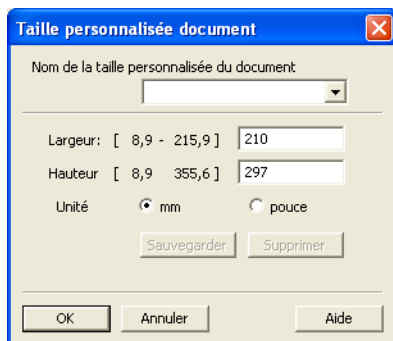 Taille personnalisée document
Nom de la taille personnalisée du document
Largeur: [ 8,9 - 215,9 ] 210
Hauteur [ 8,9 355,6 ] 297
Unité mm pouce
Sauvegarder Supprimer
OK Annuler Aide